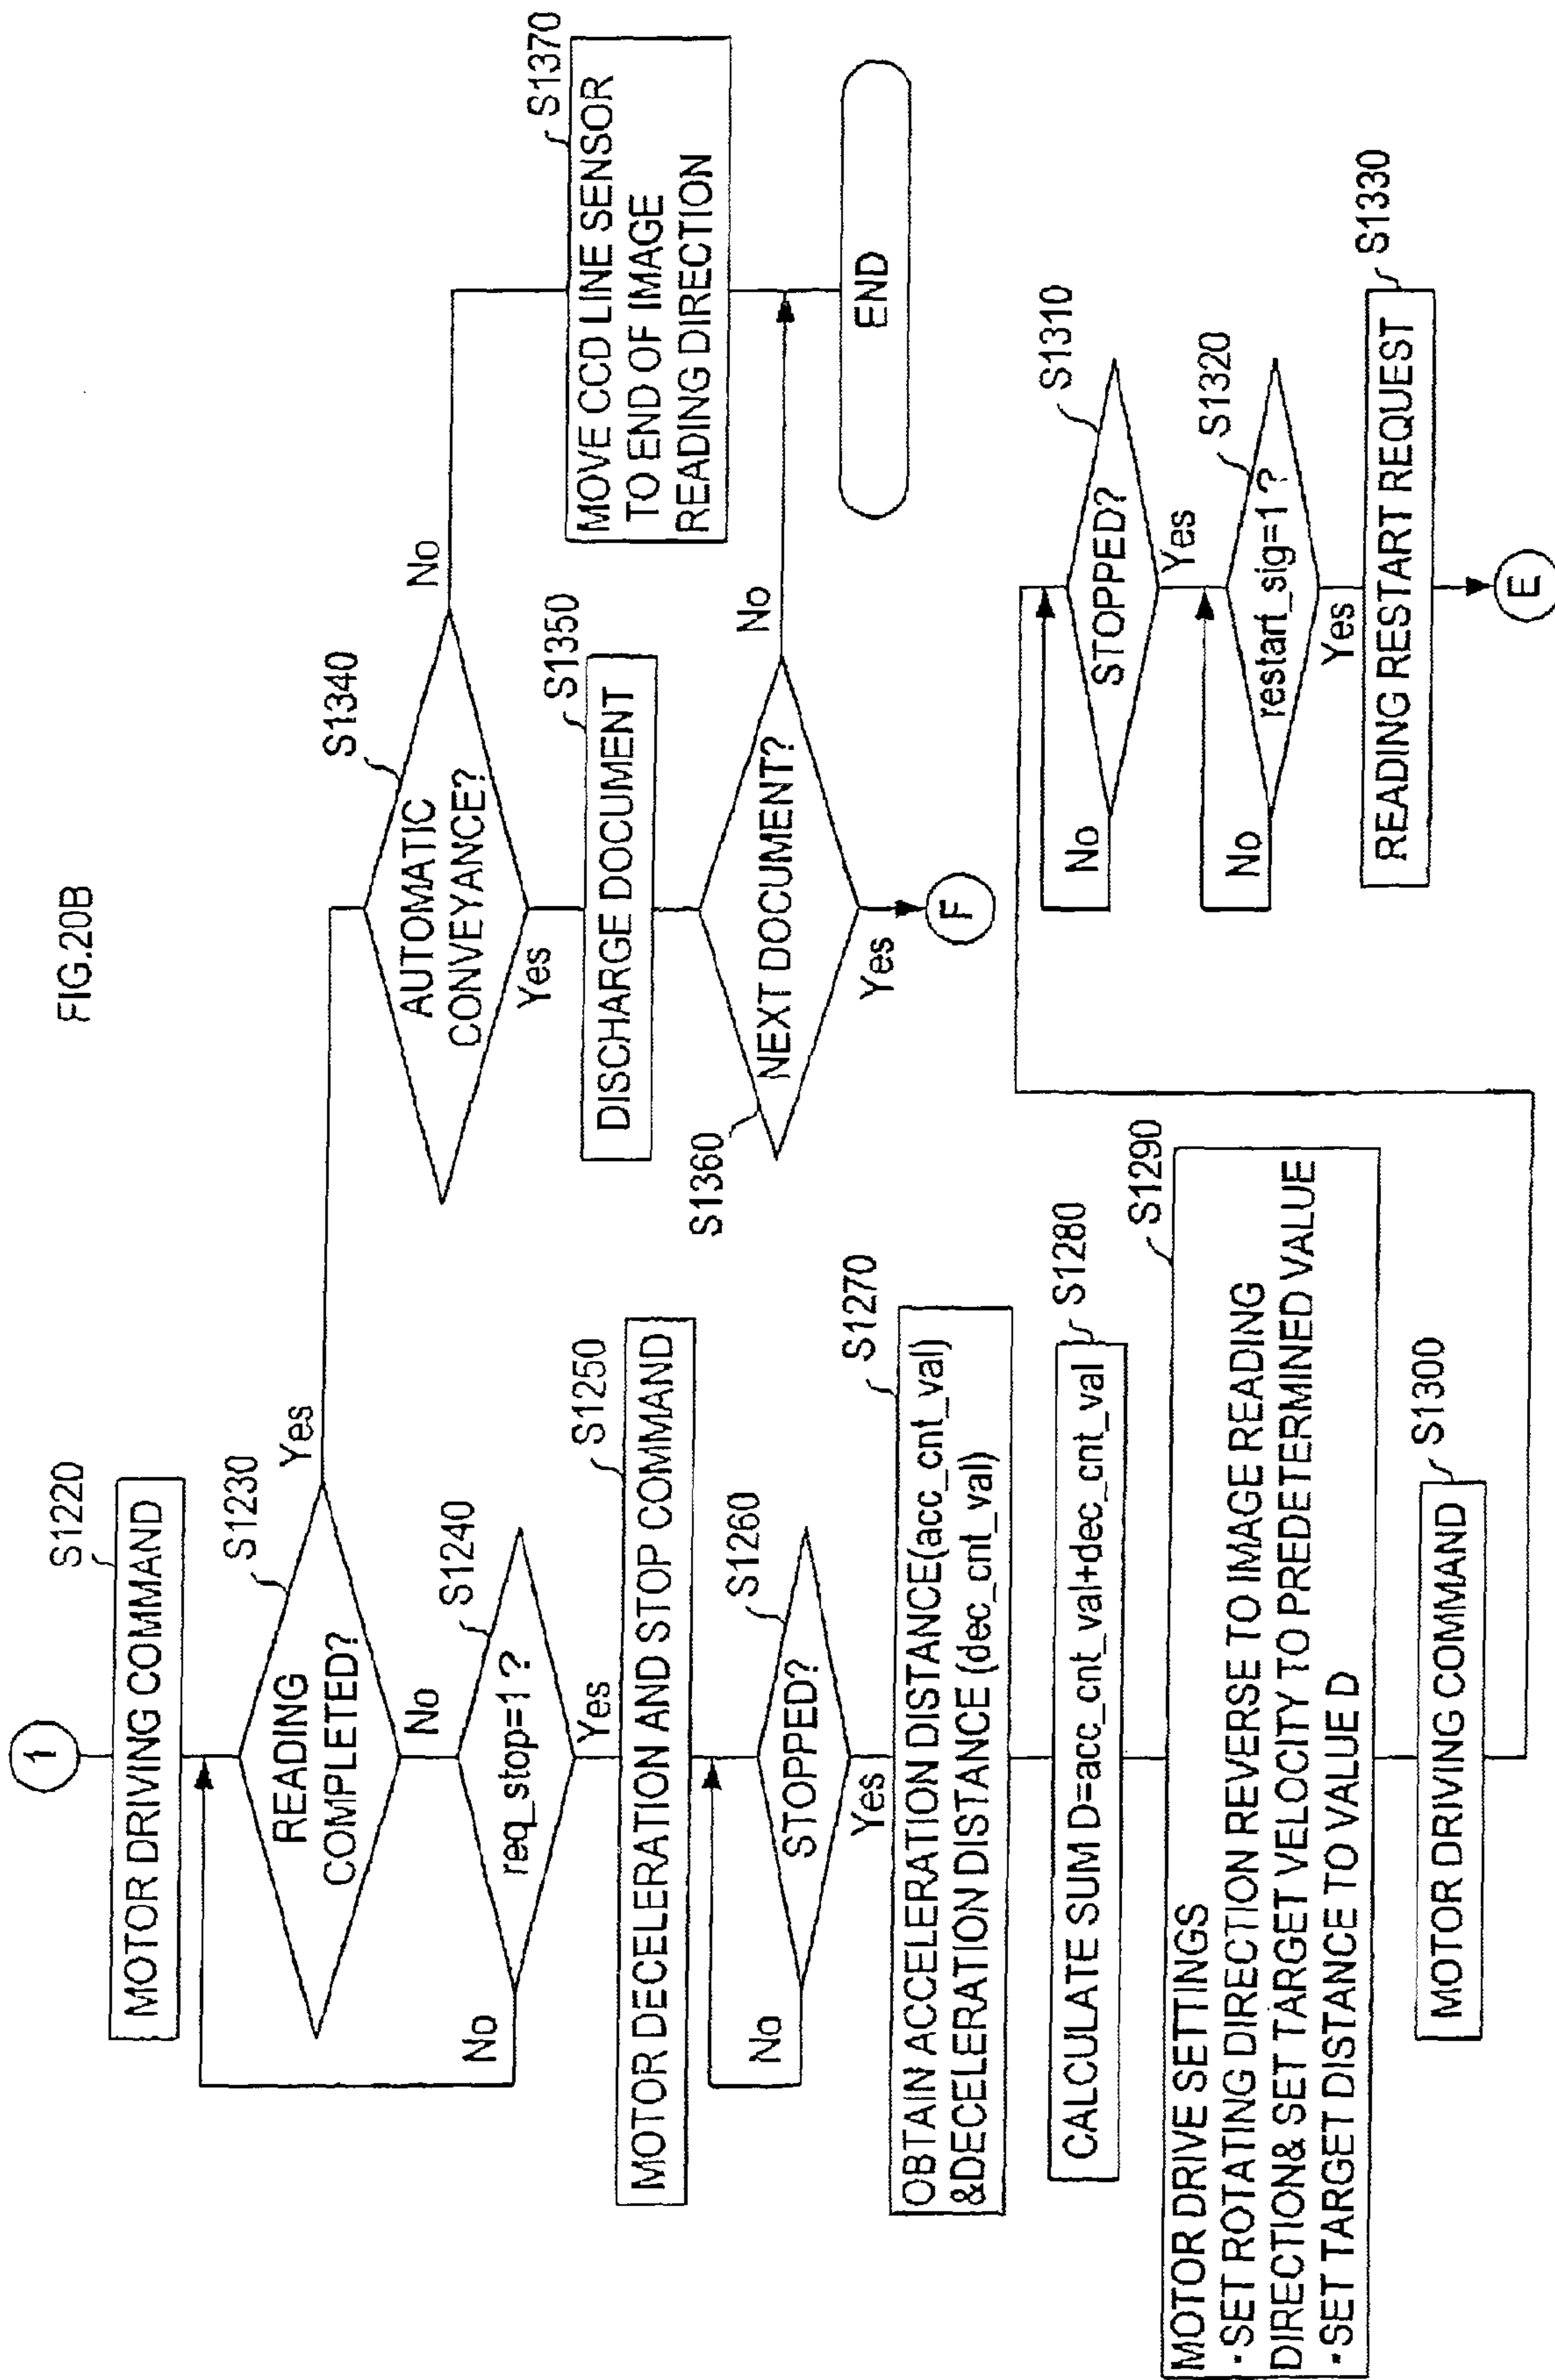 FIG.20B
1
S1220
MOTOR DRIVING COMMAND
S1230
READING
COMPLETED?
Yes
No
S1240
req_stop=1 ?
No
Yes
S1250
MOTOR DECELERATION AND STOP COMMAND
S1260
STOPPED?
No
Yes
S1270
OBTAIN ACCELERATION DISTANCE(acc_cnt_val)
&DECELERATION DISTANCE (dec_cnt_val)
S1280
CALCULATE SUM D=acc_cnt_val+dec_cnt_val
S1290
MOTOR DRIVE SETTINGS
·SET ROTATING DIRECTION REVERSE TO IMAGE READING
DIRECTION& SET TARGET VELOCITY TO PREDETERMINED VALUE
·SET TARGET DISTANCE TO VALUE D
S1300
MOTOR DRIVING COMMAND
S1340
AUTOMATIC
CONVEYANCE?
No
Yes
S1350
DISCHARGE DOCUMENT
S1360
NEXT DOCUMENT?
No
Yes
F
S1370
MOVE CCD LINE SENSOR
TO END OF IMAGE
READING DIRECTION
END
S1310
STOPPED?
No
Yes
S1320
restart_sig=1 ?
No
Yes
S1330
READING RESTART REQUEST
E